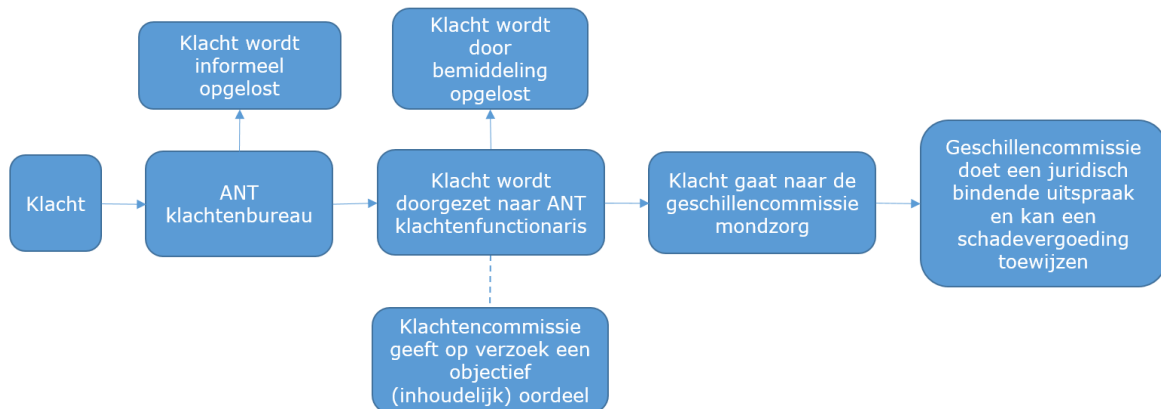 Klacht wordt
informeel
opgelost
Klacht wordt
door
bemiddeling
opgelost
Klacht
ANT
klachtenbureau
Klacht wordt
doorgezet naar ANT
klachtenfunctionaris
Klacht gaat naar de
geschillencommissie
mondzorg
Geschillencommissie
doet een juridisch
bindende uitspraak
en kan een
schadevergoeding
toewijzen
Klachtencommissie
geeft op verzoek een
objectief
(inhoudelijk) oordeel